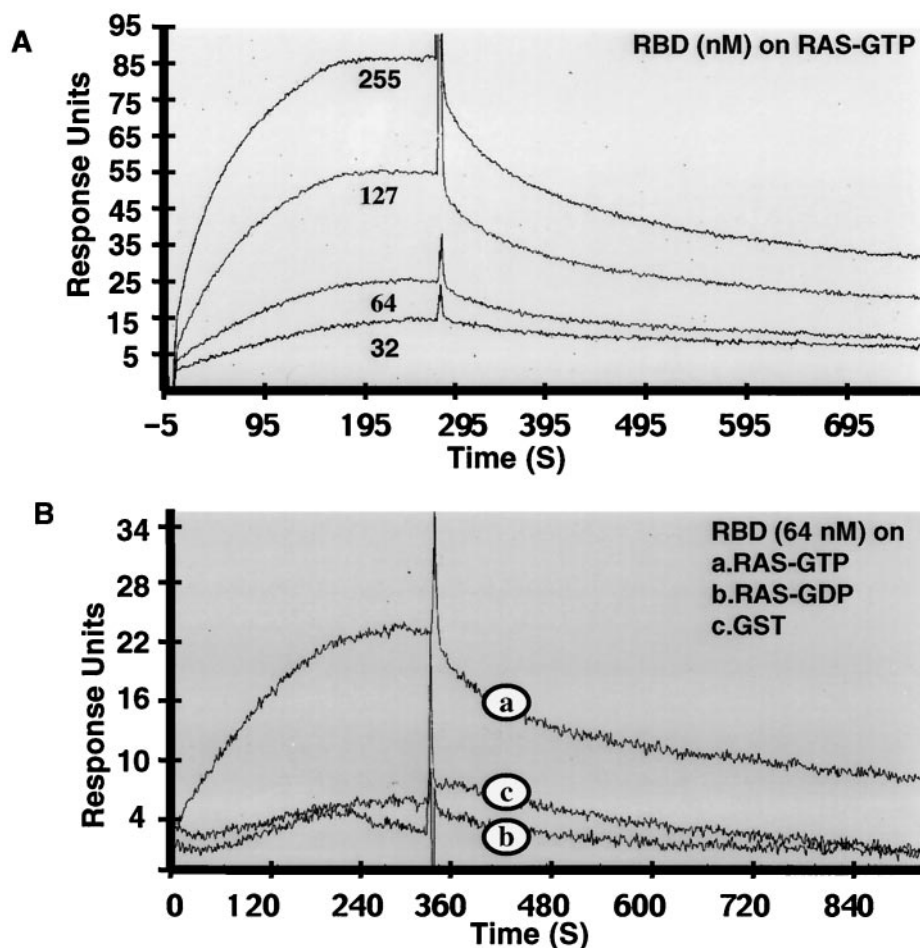 A
RBD (nM) on RAS-GTP
Response Units
95
85
75
65
55
45
35
25
15
5
255
127
64
32
-5 95 195 295 395 495 595 695
Time (S)
B
RBD (64 nM) on
a.RAS-GTP
b.RAS-GDP
c.GST
Response Units
34
28
22
16
10
4
a
c
b
0 120 240 360 480 600 720 840
Time (S)